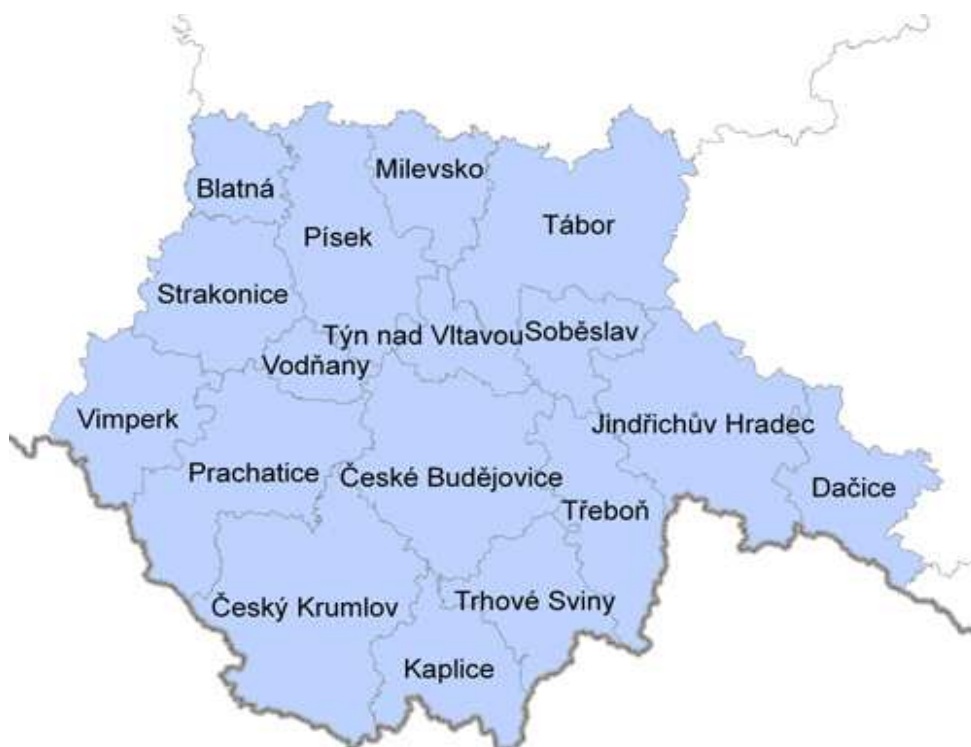 Milevsko
Blatná
Tábor
Písek
Strakonice
Týn nad Vltavou
Soběslav
Vodňany
Vimperk
Jindřichův Hradec
Prachatice
České Budějovice
Dačice
Třeboň
Český Krumlov
Trhové Sviny
Kaplice